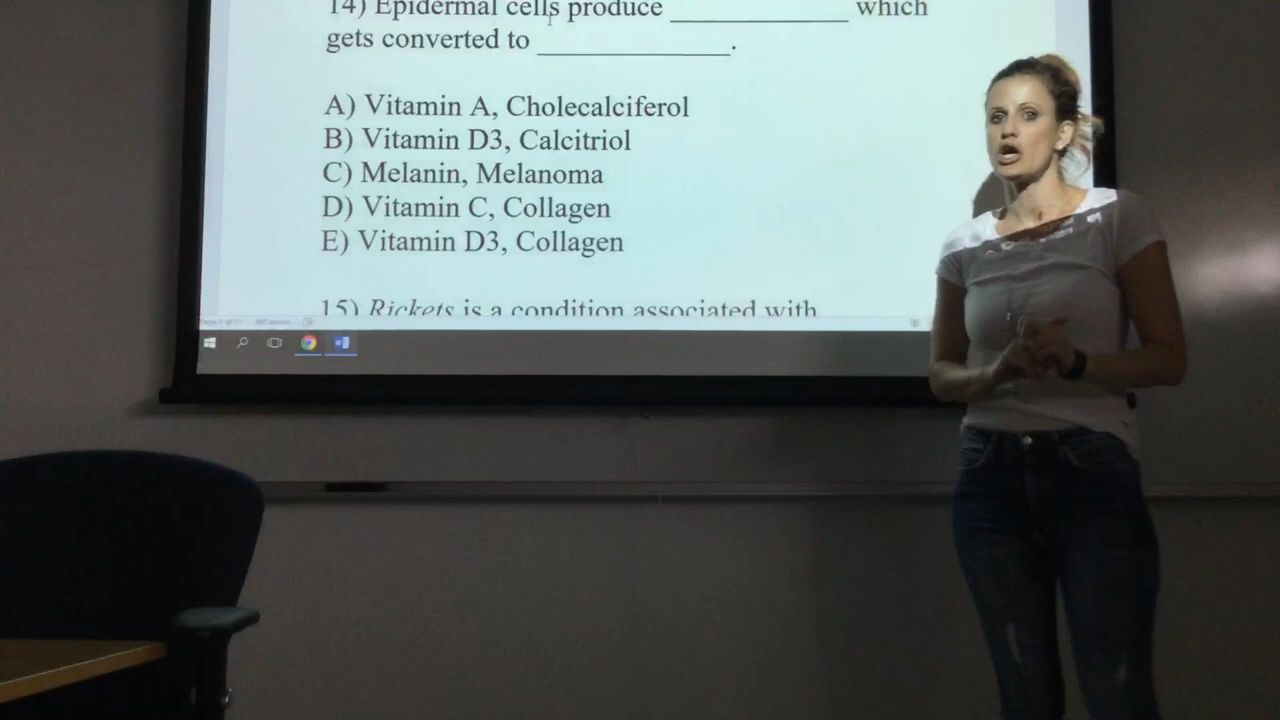 14) Epidermal cells produce _____________ which
gets converted to ______________.
A) Vitamin A, Cholecalciferol
B) Vitamin D3, Calcitriol
C) Melanin, Melanoma
D) Vitamin C, Collagen
E) Vitamin D3, Collagen
15) Rickets is a condition associated with